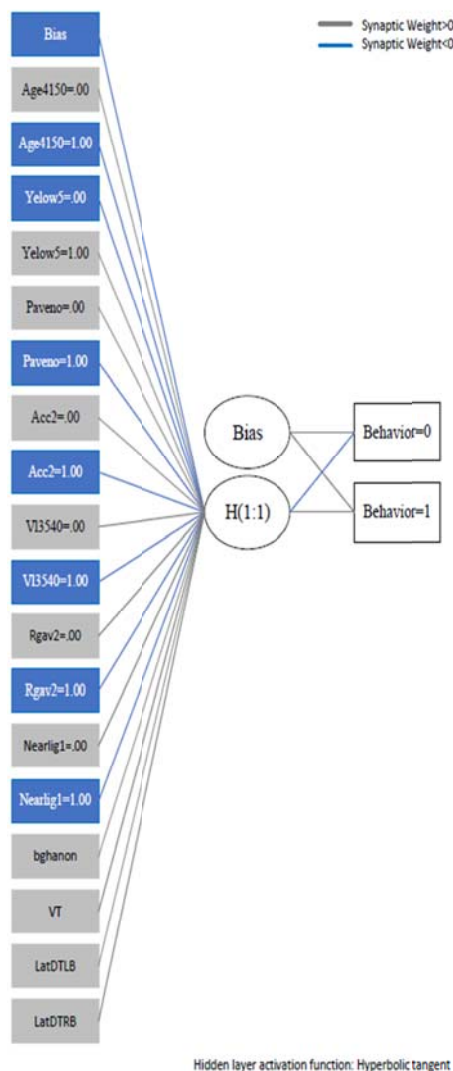 Bias
Synaptic Weight>0
Synaptic Weight<0
Age4150=.00
Age4150=1.00
Yelow5=.00
Yelow5=1.00
Paveno=.00
Paveno=1.00
Acc2=.00
Acc2=1.00
Vl3540=.00
Vl3540=1.00
Rgav2=.00
Rgav2=1.00
Nearlig1=.00
Nearlig1=1.00
bghanon
VT
LatDTLB
LatDTRB
Bias
H(1:1)
Behavior=0
Behavior=1
Hidden layer activation function: Hyperbolic tangent